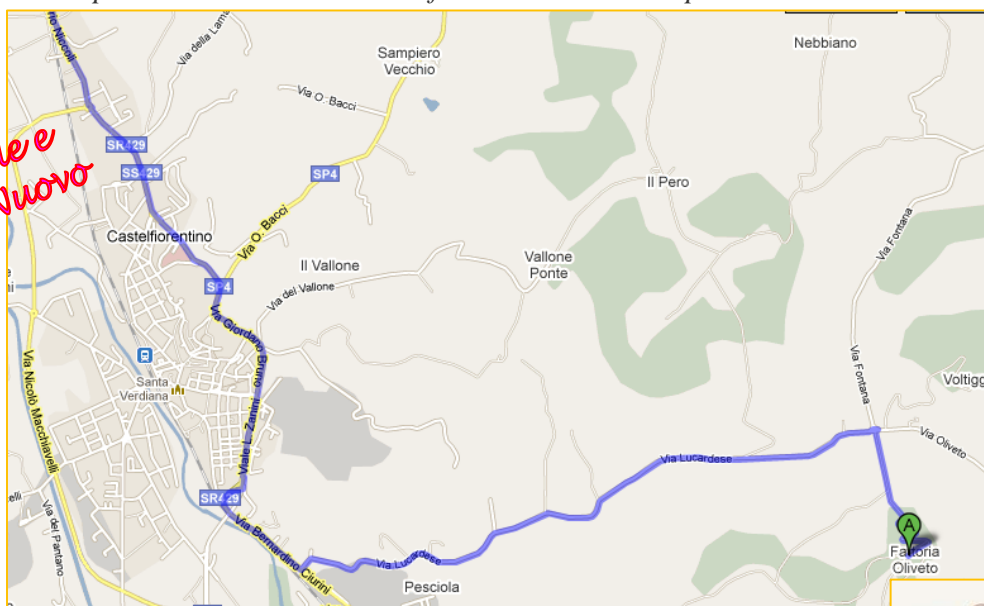 Niccoli
Via della Lama
Sampiero
Vecchio
Nebbiano
Via O. Bacci
e e
Nuovo
SR429
SS429
SP4
Il Pero
Castelfiorentino
Via O. Bacci
Via Fontana
Il Vallone
Vallone
Ponte
SP4
Via del Vallone
Via Giordano Bruno
Via Nicolò Macchiavelli
Santa
Verdiana
Viale L. Zanini
Via Fontana
Via Oliveto
Via Lucardese
SR429
Via Bernardino Ciurini
Via del Pantano
Via Lucardese
Pesciola
A
Fattoria
Oliveto